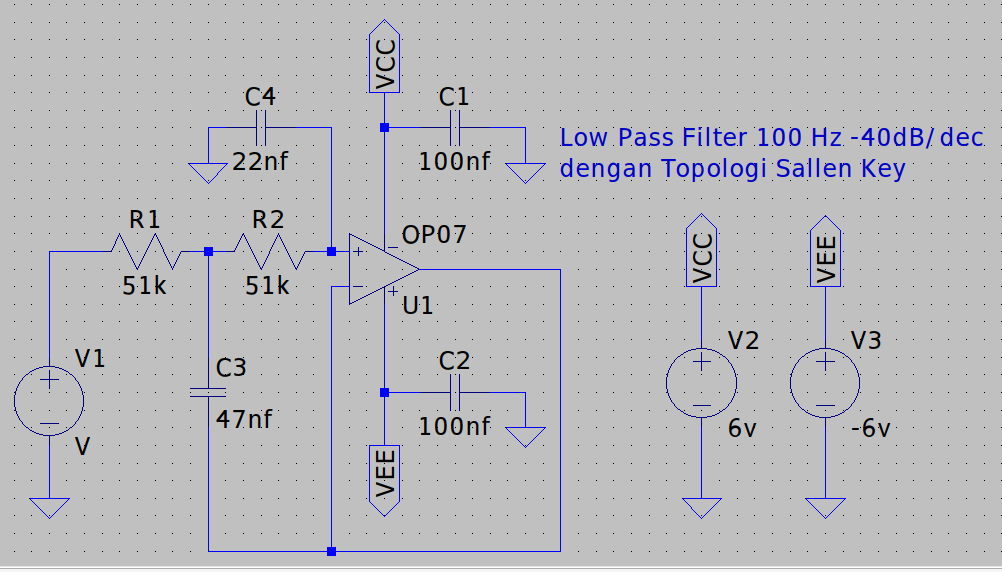 VCC
C4
22nf
C1
100nf
Low Pass Filter 100 Hz -40dB/dec
dengan Topologi Sallen Key
R1
51k
R2
51k
OP07
U1
VCC
VEE
V1
V
C3
47nf
C2
100nf
VEE
V2
6v
V3
-6v